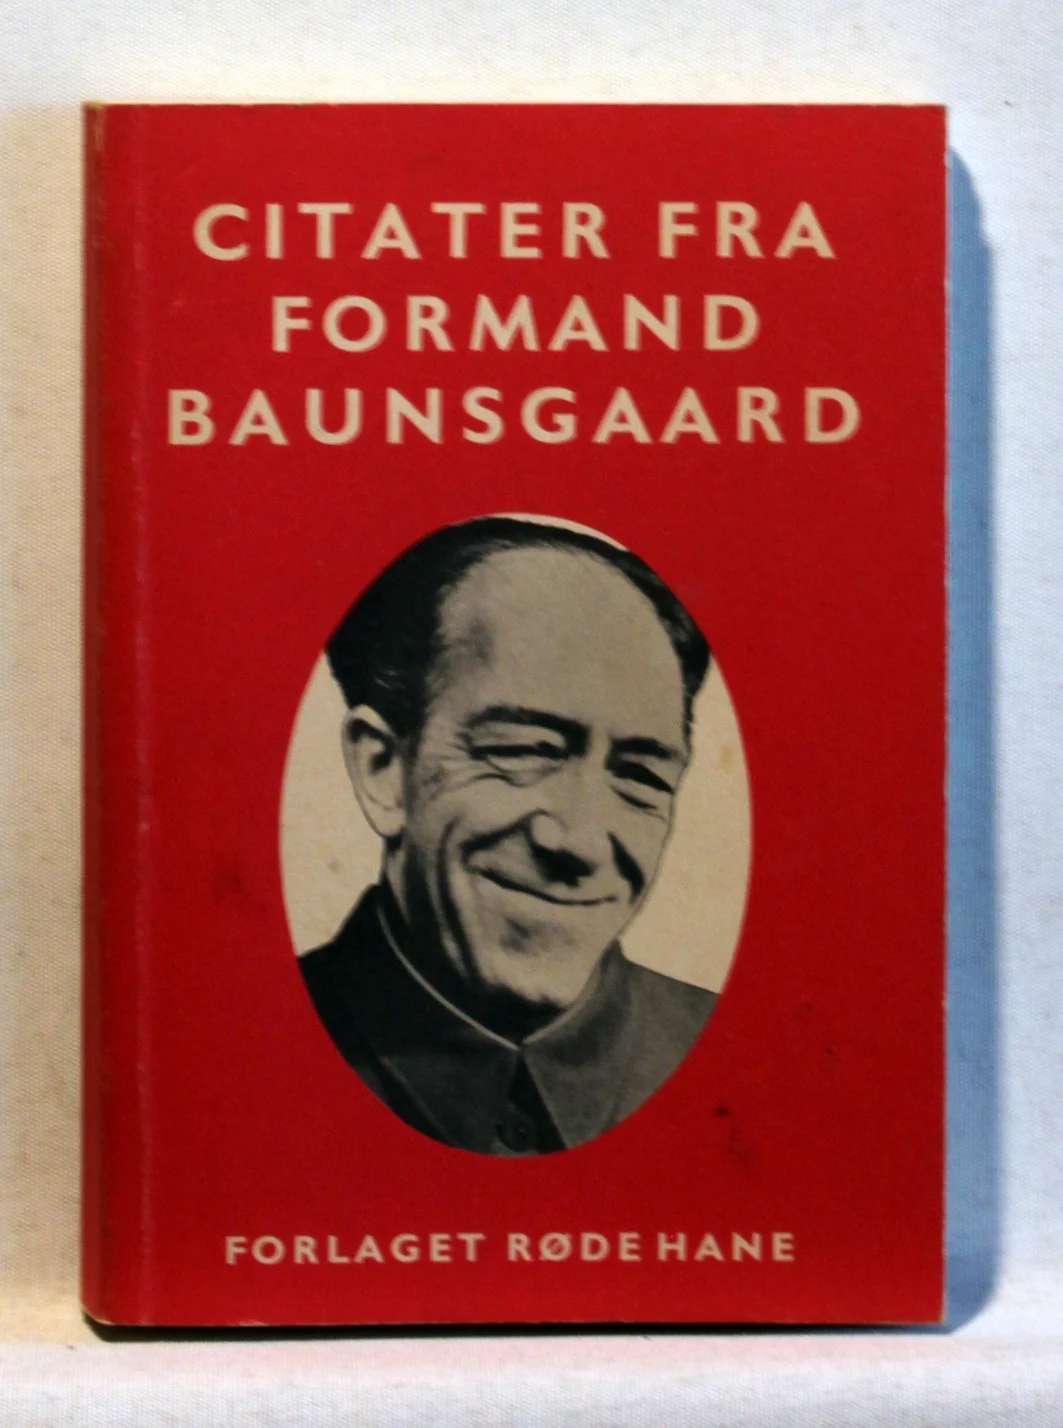 CITATER FRA
FORMAND
BAUNSGAARD
FORLAGET RØDE HANE